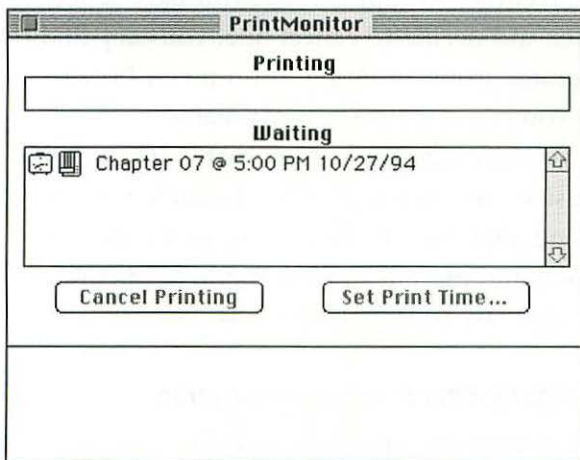 PrintMonitor
Printing
Waiting
Chapter 07 @ 5:00 PM 10/27/94
Cancel Printing
Set Print Time...